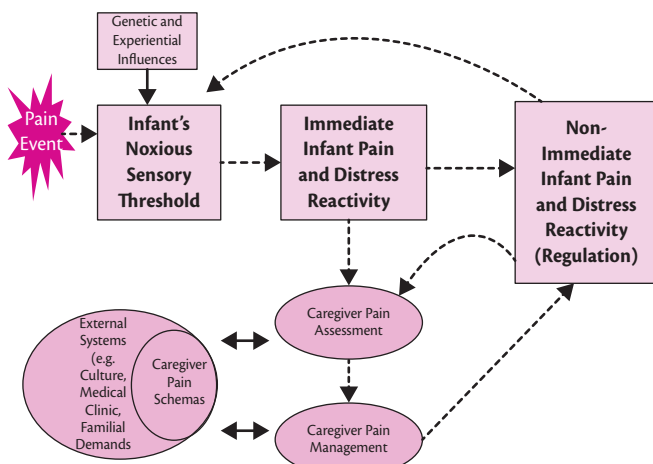 Genetic and
Experiential
Influences
Pain
Event
Infant's
Noxious
Sensory
Threshold
Immediate
Infant Pain
and Distress
Reactivity
Non-
Immediate
Infant Pain
and Distress
Reactivity
(Regulation)
Caregiver Pain
Assessment
External
Systems
(e.g.
Culture,
Medical
Clinic,
Familial
Demands
Caregiver
Pain
Schemas
Caregiver Pain
Management